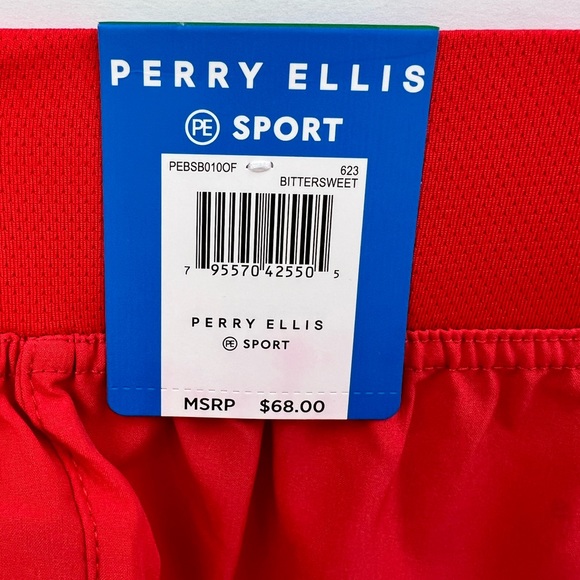 PERRY ELLIS
PE SPORT
PEBSB010OF 623
BITTERSWEET
7 95570 42550 5
PERRY ELLIS
PE SPORT
MSRP $68.00